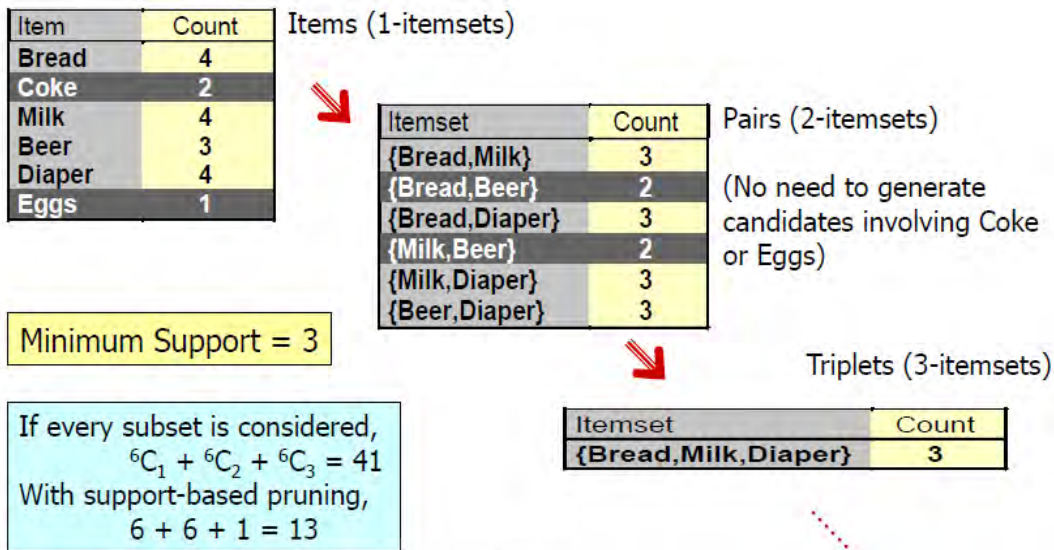 Item Count
Bread 4
Coke 2
Milk 4
Beer 3
Diaper 4
Eggs 1
Items (1-itemsets)
Itemset Count
{Bread,Milk} 3
{Bread,Beer} 2
{Bread,Diaper} 3
{Milk,Beer} 2
{Milk,Diaper} 3
{Beer,Diaper} 3
Pairs (2-itemsets)
(No need to generate
candidates involving Coke
or Eggs)
Minimum Support = 3
Triplets (3-itemsets)
Itemset Count
{Bread,Milk,Diaper} 3
If every subset is considered,
⁶C₁ + ⁶C₂ + ⁶C₃ = 41
With support-based pruning,
6 + 6 + 1 = 13